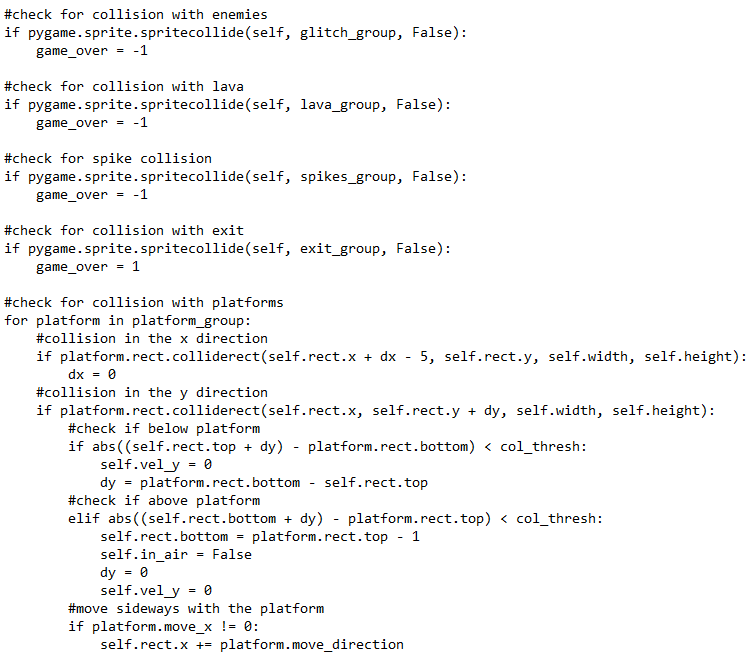 #check for collision with enemies
if pygame.sprite.spritecollide(self, glitch_group, False):
    game_over = -1

#check for collision with lava
if pygame.sprite.spritecollide(self, lava_group, False):
    game_over = -1

#check for spike collision
if pygame.sprite.spritecollide(self, spikes_group, False):
    game_over = -1

#check for collision with exit
if pygame.sprite.spritecollide(self, exit_group, False):
    game_over = 1

#check for collision with platforms
for platform in platform_group:
    #collision in the x direction
    if platform.rect.colliderect(self.rect.x + dx - 5, self.rect.y, self.width, self.height):
        dx = 0
    #collision in the y direction
    if platform.rect.colliderect(self.rect.x, self.rect.y + dy, self.width, self.height):
        #check if below platform
        if abs((self.rect.top + dy) - platform.rect.bottom) < col_thresh:
            self.vel_y = 0
            dy = platform.rect.bottom - self.rect.top
        #check if above platform
        elif abs((self.rect.bottom + dy) - platform.rect.top) < col_thresh:
            self.rect.bottom = platform.rect.top - 1
            self.in_air = False
            dy = 0
            self.vel_y = 0
        #move sideways with the platform
        if platform.move_x != 0:
            self.rect.x += platform.move_direction